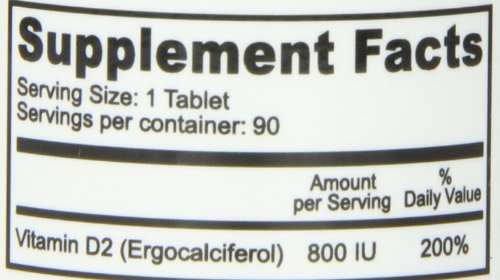 Supplement Facts
Serving Size: 1 Tablet
Servings per container: 90
Amount per Serving
% Daily Value
Vitamin D2 (Ergocalciferol) 800 IU 200%